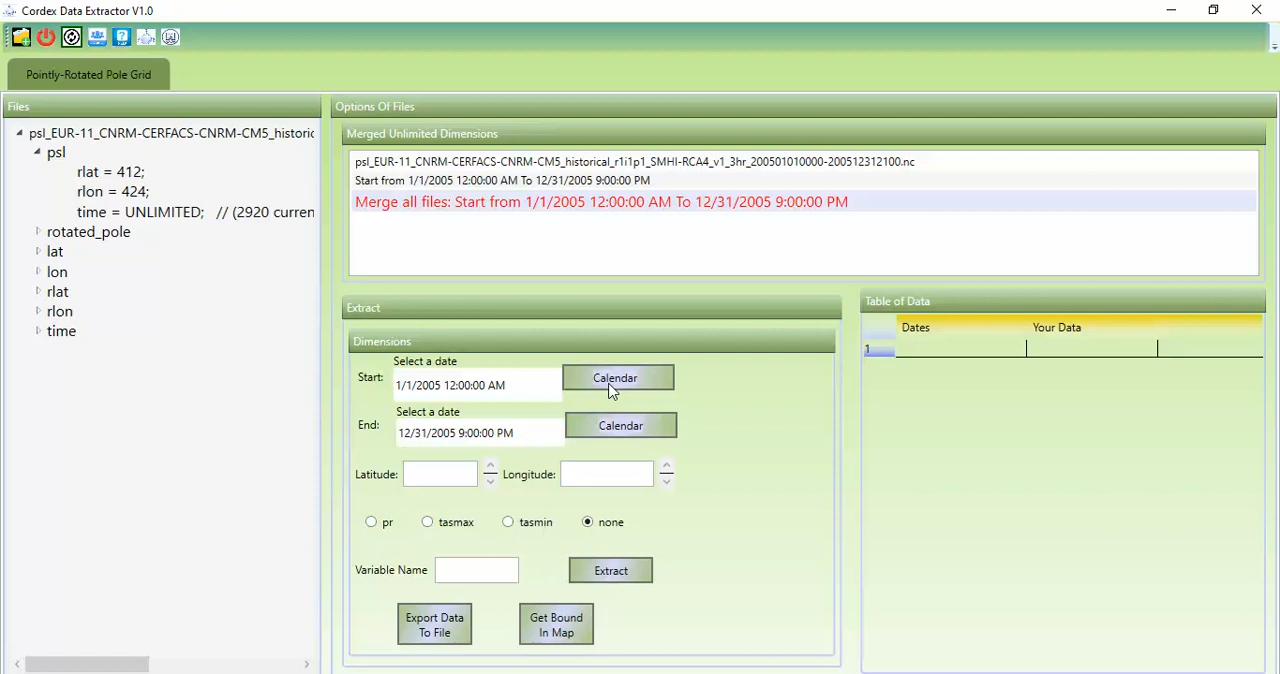 Cordex Data Extractor V1.0
Pointly-Rotated Pole Grid
Files
psl_EUR-11_CNRM-CERFACS-CNRM-CM5_historic
psl
rlat = 412;
rlon = 424;
time = UNLIMITED;   // (2920 curren
rotated_pole
lat
lon
rlat
rlon
time
Options Of Files
Merged Unlimited Dimensions
psl_EUR-11_CNRM-CERFACS-CNRM-CM5_historical_r1i1p1_SMHI-RCA4_v1_3hr_200501010000-200512312100.nc
Start from 1/1/2005 12:00:00 AM To 12/31/2005 9:00:00 PM
Merge all files: Start from 1/1/2005 12:00:00 AM To 12/31/2005 9:00:00 PM
Extract
Dimensions
Select a date
Start: 1/1/2005 12:00:00 AM Calendar
Select a date
End: 12/31/2005 9:00:00 PM Calendar
Latitude: Longitude:
pr tasmax tasmin none
Variable Name Extract
Export Data
To File
Get Bound
In Map
Table of Data
Dates Your Data
1